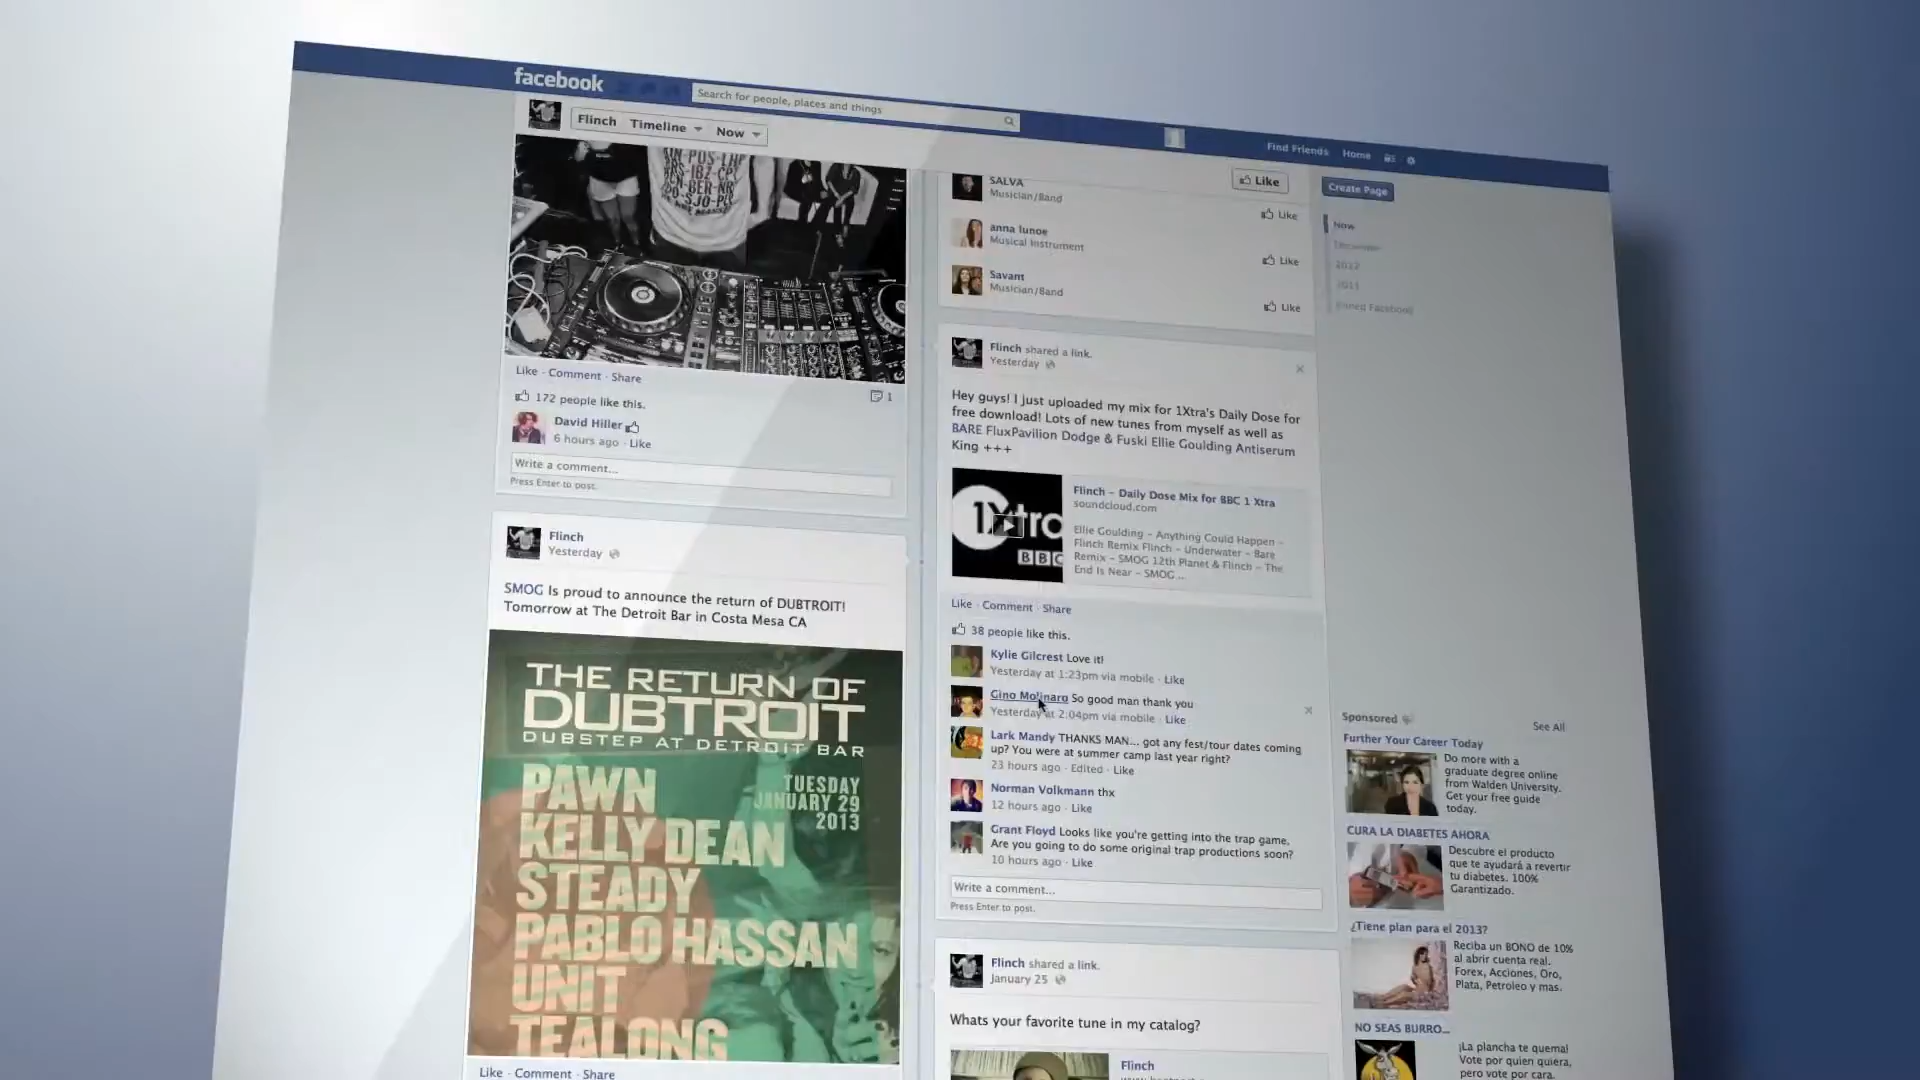 facebook
Search for people, places and things
Find Friends
Home
Flinch
Timeline
Now
Like · Comment · Share
172 people like this.
1
David Hiller
6 hours ago · Like
Write a comment...
Press Enter to post.
Flinch
Yesterday
SMOG Is proud to announce the return of DUBTROIT!
Tomorrow at The Detroit Bar in Costa Mesa CA
THE RETURN OF
DUBTROIT
DUBSTEP AT DETROIT BAR
TUESDAY
JANUARY 29
2013
PAWN
KELLY DEAN
STEADY
PABLO HASSAN
UNIT
TEALONG
Like · Comment · Share
Like
SALVA
Musician/Band
Like
anna lunoe
Musical Instrument
Like
Savant
Musician/Band
Like
Flinch shared a link.
Yesterday
Hey guys! I just uploaded my mix for 1Xtra's Daily Dose for
free download! Lots of new tunes from myself as well as
BARE FluxPavilion Dodge & Fuski Ellie Goulding Antiserum
King +++
1Xtra
BBC
Flinch - Daily Dose Mix for BBC 1 Xtra
soundcloud.com
Ellie Goulding - Anything Could Happen -
Flinch Remix Flinch - Underwater - Bare
Remix - SMOG 12th Planet & Flinch - The
End Is Near - SMOG ...
Like · Comment · Share
38 people like this.
Kylie Gilcrest Love it!
Yesterday at 1:23pm via mobile · Like
Gino Molinaro So good man thank you
Yesterday at 2:04pm via mobile · Like
Lark Mandy THANKS MAN... got any fest/tour dates coming
up? You were at summer camp last year right?
23 hours ago · Edited · Like
Norman Volkmann thx
12 hours ago · Like
Grant Floyd Looks like you're getting into the trap game,
Are you going to do some original trap productions soon?
10 hours ago · Like
Write a comment...
Press Enter to post.
Flinch shared a link.
January 25
Whats your favorite tune in my catalog?
Flinch
Create Page
Now
December
2012
2011
Joined Facebook
Sponsored
See All
Further Your Career Today
Do more with a
graduate degree online
from Walden University.
Get your free guide
today.
CURA LA DIABETES AHORA
Descubre el producto
que te ayudará a revertir
tu diabetes. 100%
Garantizado.
¿Tiene plan para el 2013?
Reciba un BONO de 10%
al abrir cuenta real.
Forex, Acciones, Oro,
Plata, Petroleo y mas.
NO SEAS BURRO...
¡La plancha te quema!
Vote por quien quiera,
pero vote por cara.